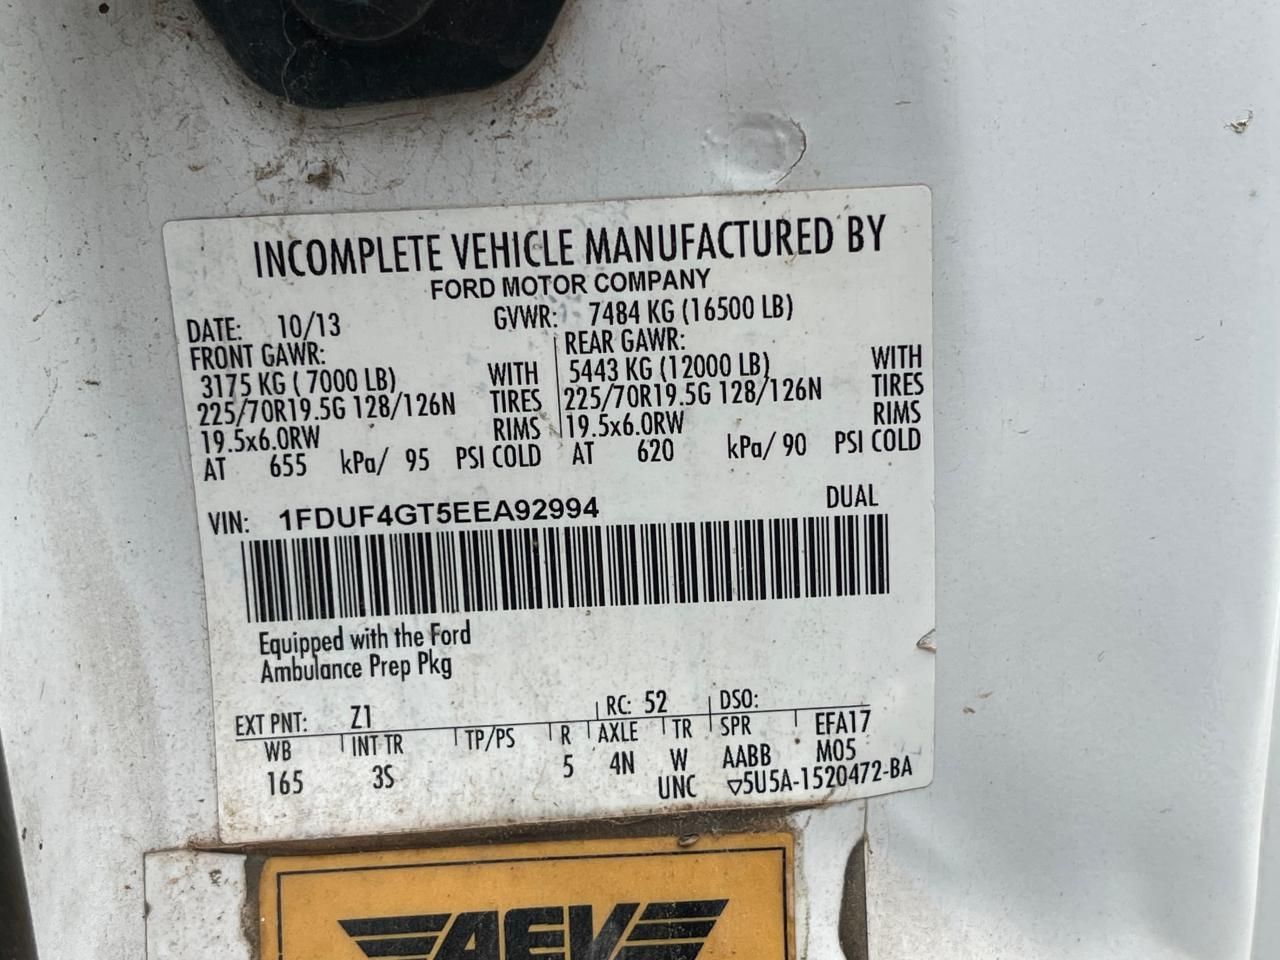 INCOMPLETE VEHICLE MANUFACTURED BY
FORD MOTOR COMPANY
DATE: 10/13 GVWR: 7484 KG (16500 LB)
FRONT GAWR: REAR GAWR:
3175 KG ( 7000 LB) WITH 5443 KG (12000 LB) WITH
225/70R19.5G 128/126N TIRES 225/70R19.5G 128/126N TIRES
19.5x6.0RW RIMS 19.5x6.0RW RIMS
AT 655 kPa/ 95 PSI COLD AT 620 kPa/ 90 PSI COLD
VIN: 1FDUF4GT5EEA92994 DUAL
Equipped with the Ford
Ambulance Prep Pkg
EXT PNT: Z1 RC: 52 DSO:
WB INT TR TP/PS R AXLE TR SPR EFA17
165 3S 5 4N W AABB M05
UNC ▽5U5A-1520472-BA
AEV